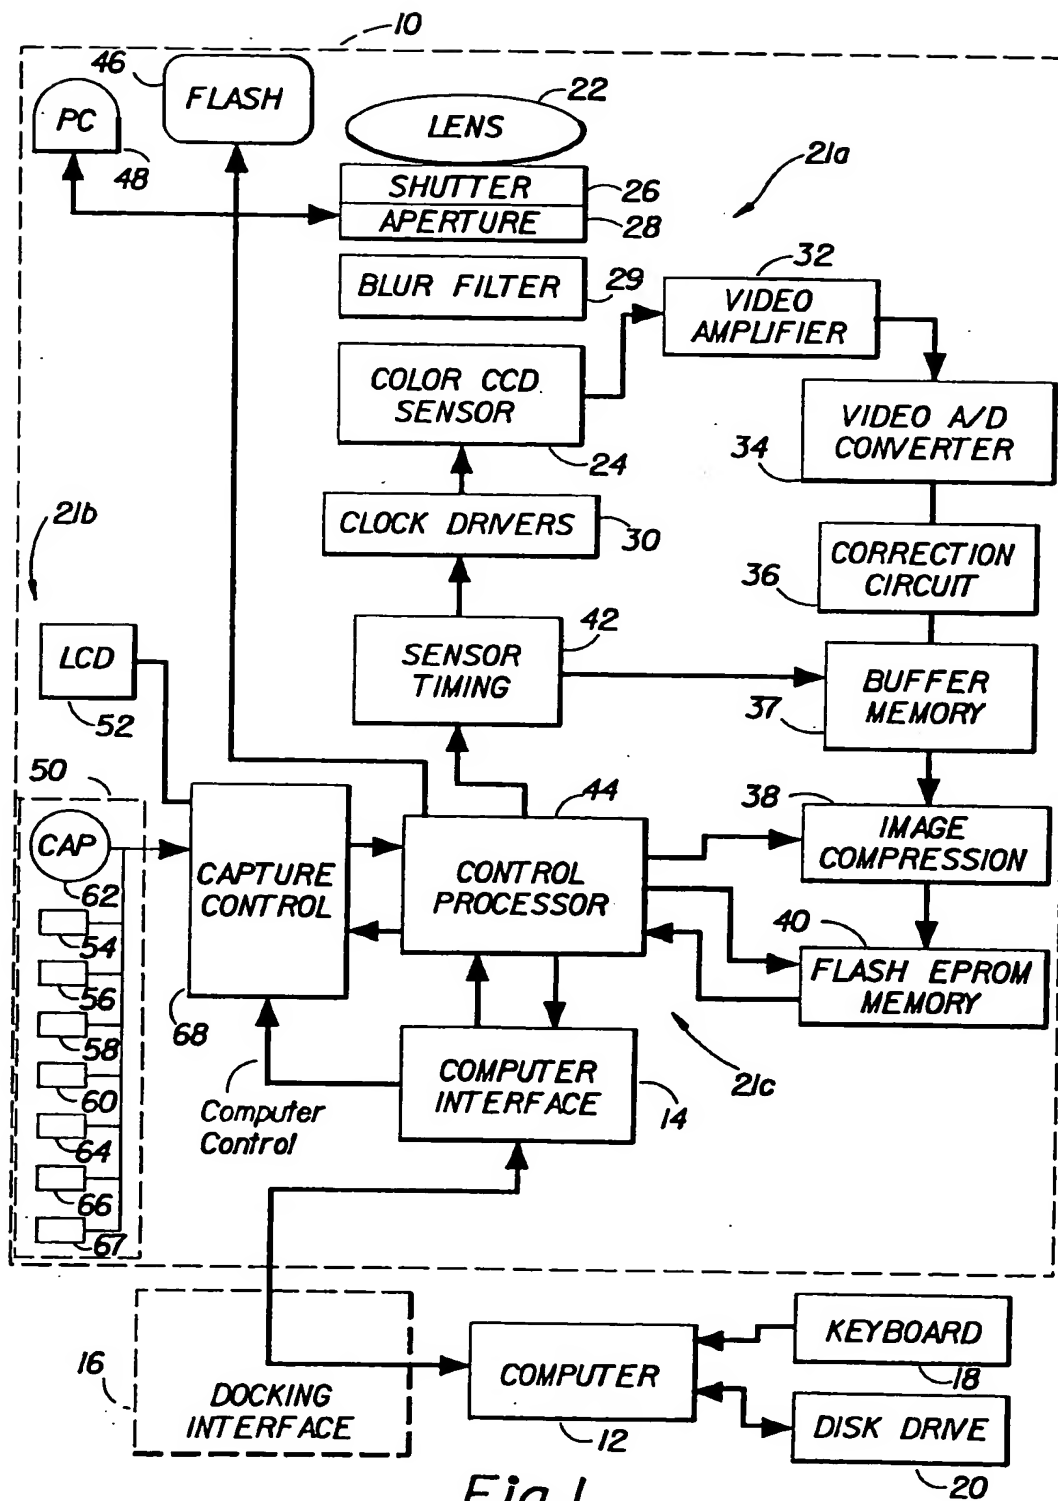 10
46
FLASH
PC
48
22
LENS
SHUTTER
26
APERTURE
28
21a
BLUR FILTER
29
32
VIDEO
AMPLIFIER
COLOR CCD
SENSOR
24
VIDEO A/D
CONVERTER
34
21b
CLOCK DRIVERS
30
CORRECTION
CIRCUIT
36
LCD
52
SENSOR
TIMING
42
BUFFER
MEMORY
37
50
CAP
62
54
56
58
60
64
66
67
CAPTURE
CONTROL
68
44
CONTROL
PROCESSOR
38
IMAGE
COMPRESSION
40
FLASH EPROM
MEMORY
21c
Computer
Control
COMPUTER
INTERFACE
14
16
DOCKING
INTERFACE
COMPUTER
12
KEYBOARD
18
DISK DRIVE
20
Fig. 1